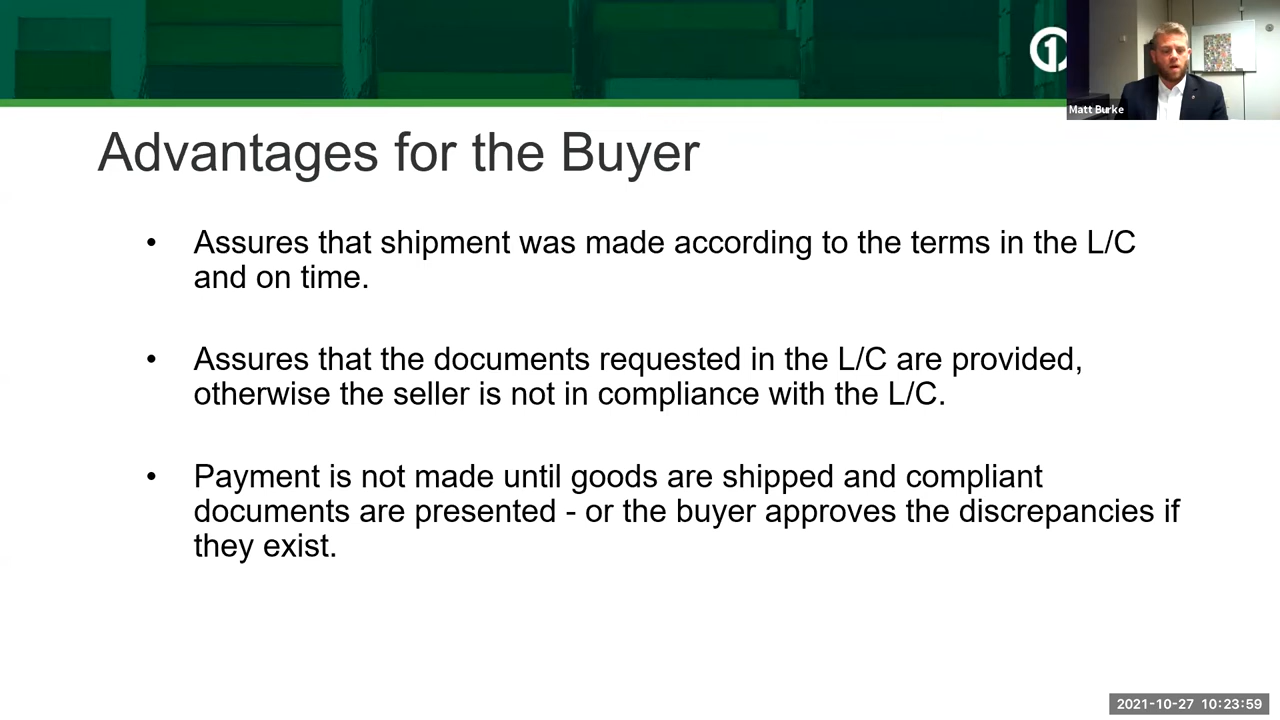 1
Matt Burke
Advantages for the Buyer
• Assures that shipment was made according to the terms in the L/C
and on time.
• Assures that the documents requested in the L/C are provided,
otherwise the seller is not in compliance with the L/C.
• Payment is not made until goods are shipped and compliant
documents are presented - or the buyer approves the discrepancies if
they exist.
2021-10-27 10:23:59